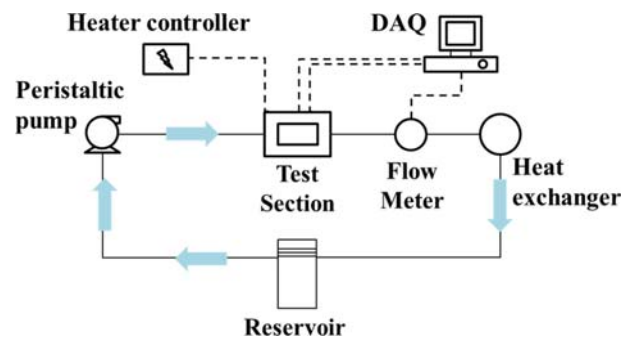 Heater controller
DAQ
Peristaltic
pump
Test
Section
Flow
Meter
Heat
exchanger
Reservoir